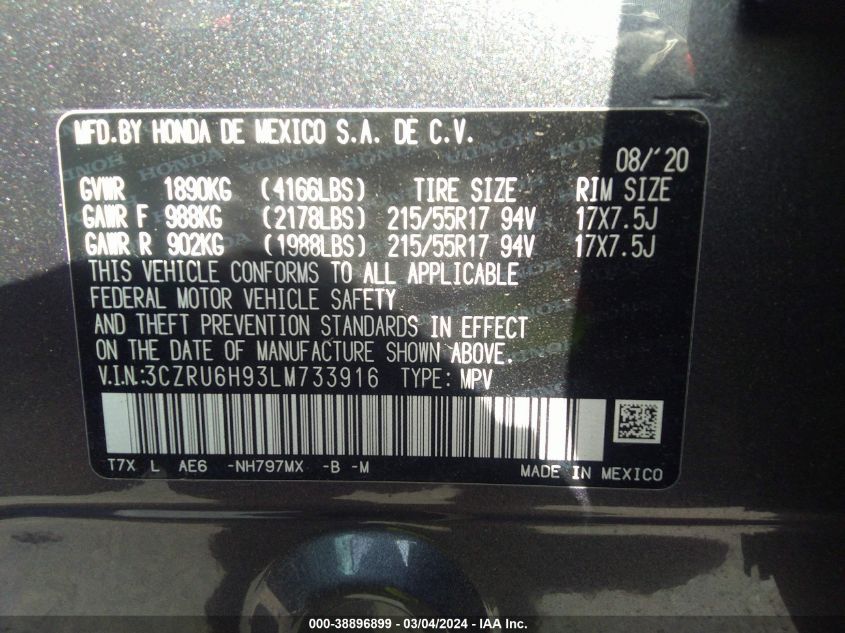 MFD.BY HONDA DE MEXICO S.A. DE C.V.
08/'20
GVWR 1890KG (4166LBS) TIRE SIZE RIM SIZE
GAWR F 988KG (2178LBS) 215/55R17 94V 17X7.5J
GAWR R 902KG (1988LBS) 215/55R17 94V 17X7.5J
THIS VEHICLE CONFORMS TO ALL APPLICABLE
FEDERAL MOTOR VEHICLE SAFETY
AND THEFT PREVENTION STANDARDS IN EFFECT
ON THE DATE OF MANUFACTURE SHOWN ABOVE.
V.I.N.:3CZRU6H93LM733916 TYPE: MPV
T7X L AE6 -NH797MX -B -M
MADE IN MEXICO
000-38896899 - 03/04/2024 - IAA Inc.